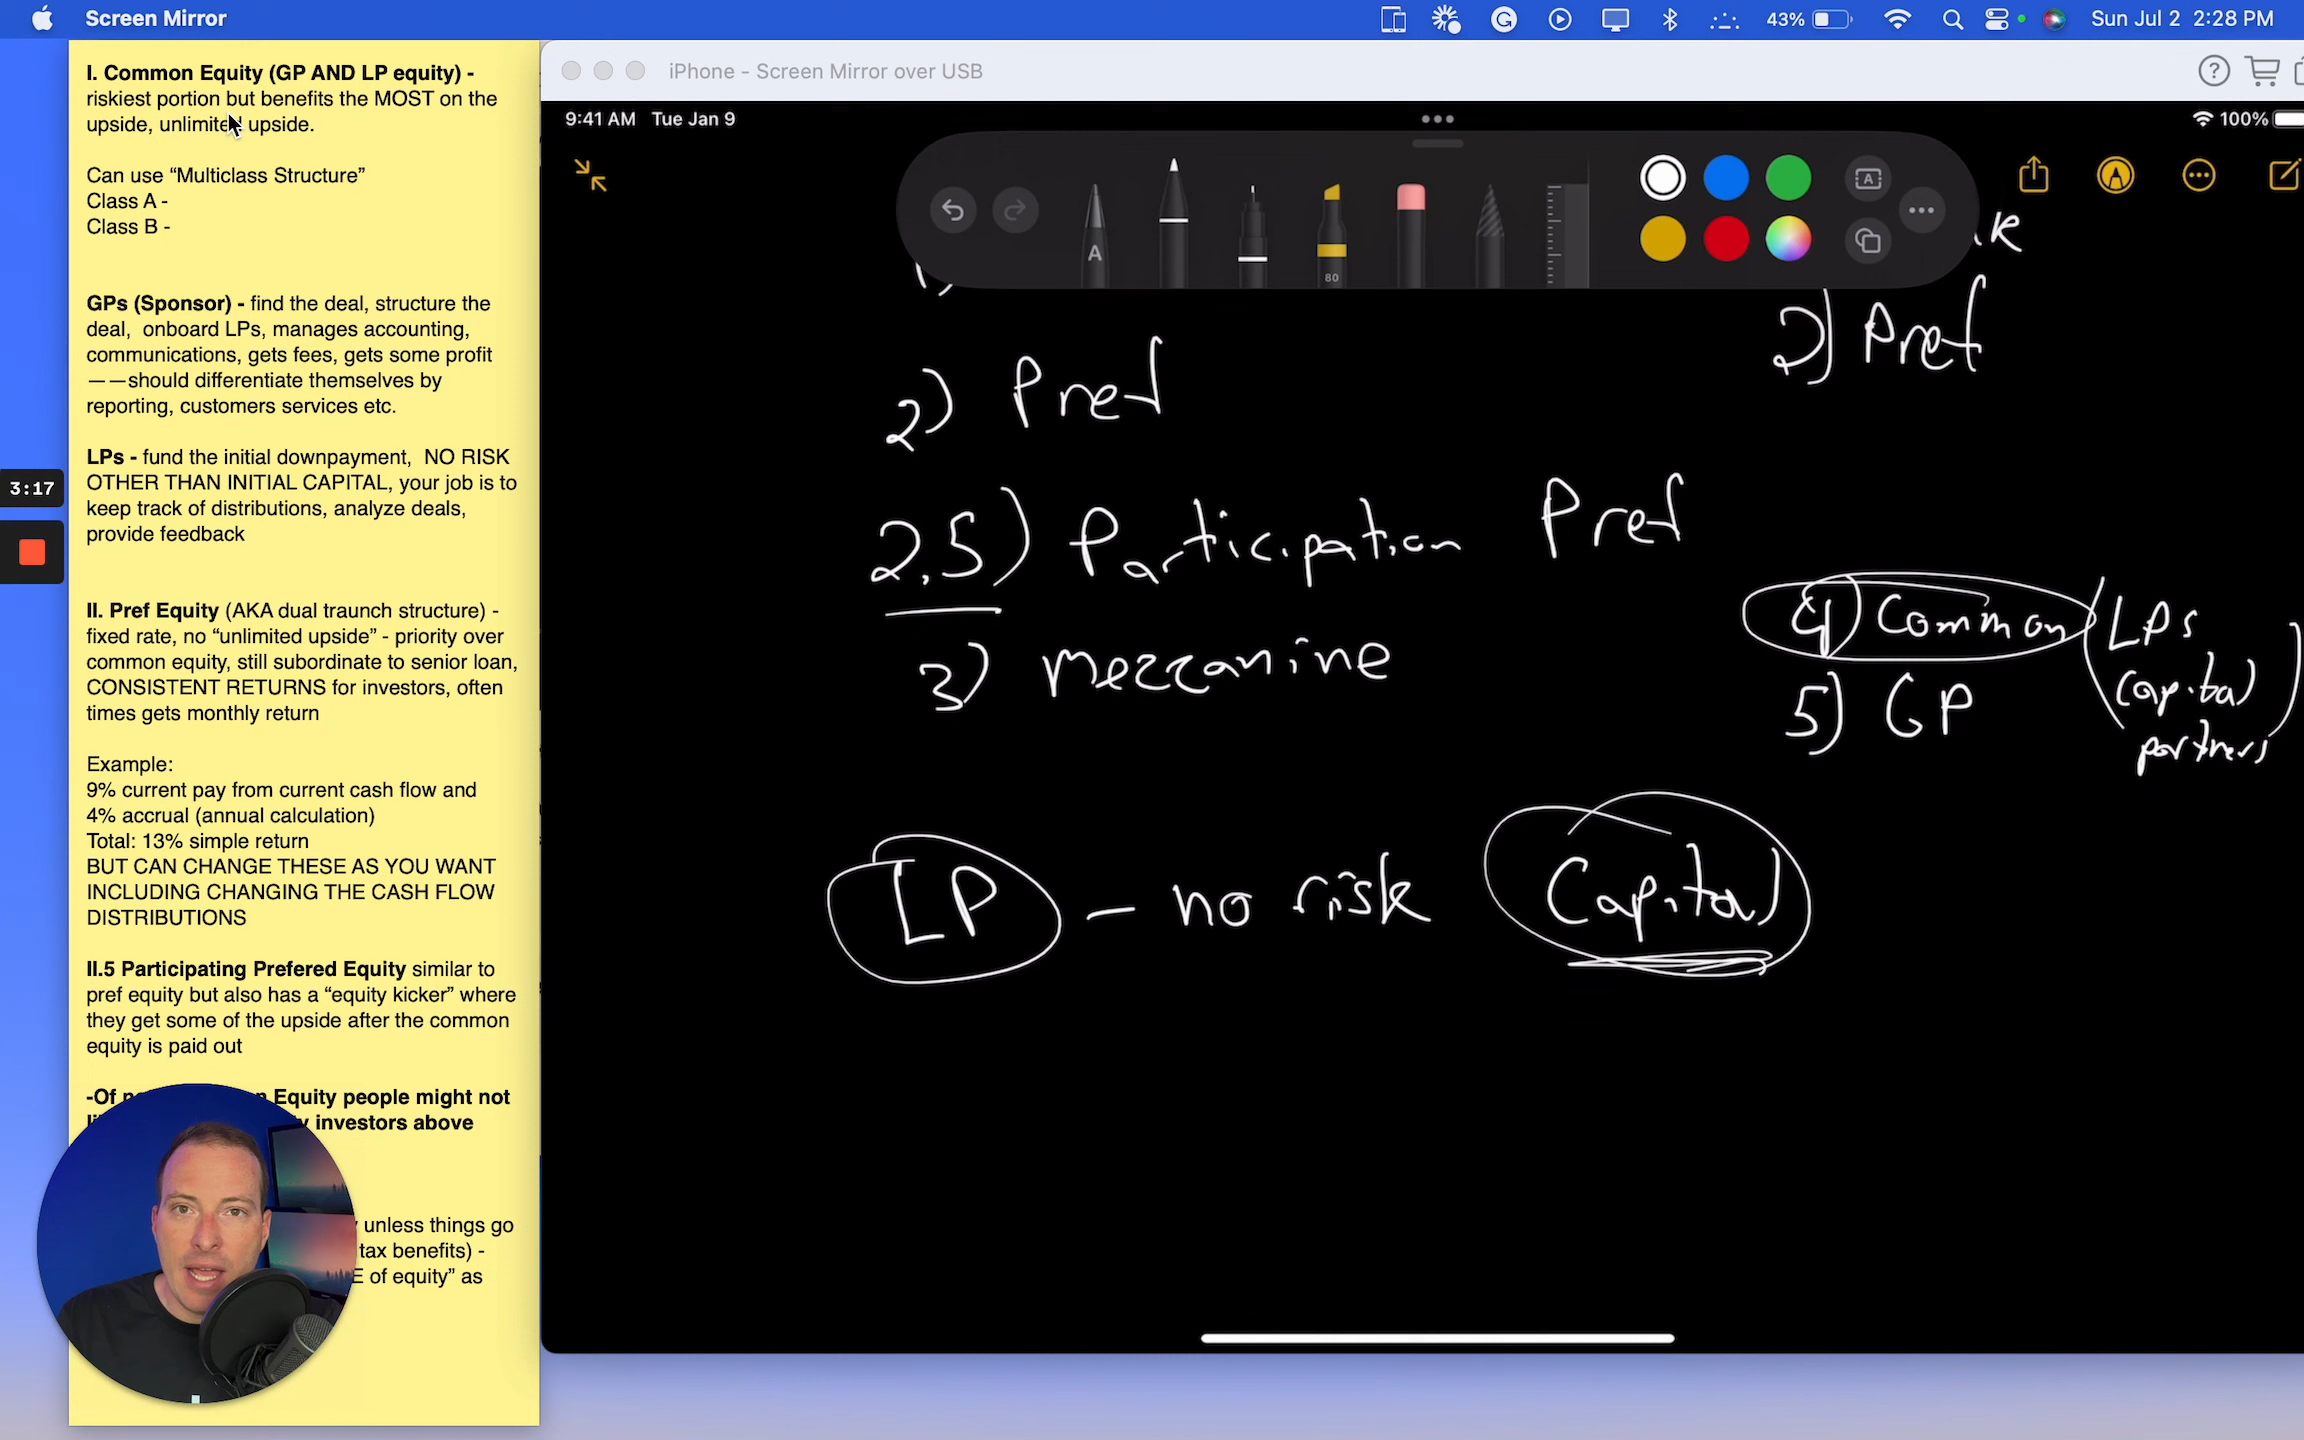 Screen Mirror
43%
Sun Jul 2 2:28 PM
I. Common Equity (GP AND LP equity) -
riskiest portion but benefits the MOST on the
upside, unlimited upside.
Can use “Multiclass Structure”
Class A -
Class B -
GPs (Sponsor) - find the deal, structure the
deal, onboard LPs, manages accounting,
communications, gets fees, gets some profit
——should differentiate themselves by
reporting, customers services etc.
LPs - fund the initial downpayment, NO RISK
OTHER THAN INITIAL CAPITAL, your job is to
keep track of distributions, analyze deals,
provide feedback
II. Pref Equity (AKA dual traunch structure) -
fixed rate, no “unlimited upside” - priority over
common equity, still subordinate to senior loan,
CONSISTENT RETURNS for investors, often
times gets monthly return
Example:
9% current pay from current cash flow and
4% accrual (annual calculation)
Total: 13% simple return
BUT CAN CHANGE THESE AS YOU WANT
INCLUDING CHANGING THE CASH FLOW
DISTRIBUTIONS
II.5 Participating Prefered Equity similar to
pref equity but also has a “equity kicker” where
they get some of the upside after the common
equity is paid out
-Of Equity people might not
investors above
unless things go
tax benefits) -
of equity” as
3:17
iPhone - Screen Mirror over USB
9:41 AM Tue Jan 9
100%
A
80
A
2) Pref
2.5) Participation Pref
3) Mezzanine
2) Pref
4) Common (LPs
Capital
partners)
5) GP
LP - no risk Capital